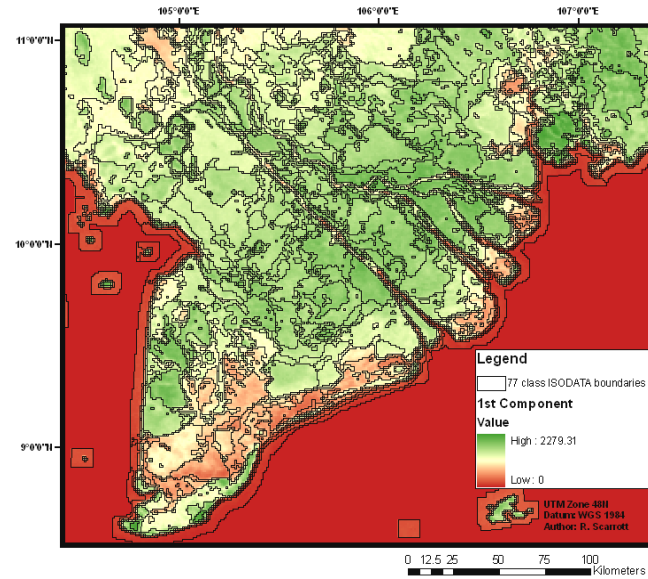 105°0'0"E 106°0'0"E 107°0'0"E
11°0'0"N
10°0'0"N
9°0'0"N
Legend
77 class ISODATA boundaries
1st Component
Value
High : 2279.31
Low : 0
UTM Zone 48N
Datum: WGS 1984
Author: R. Scarrott
0 12.5 25 50 75 100
Kilometers